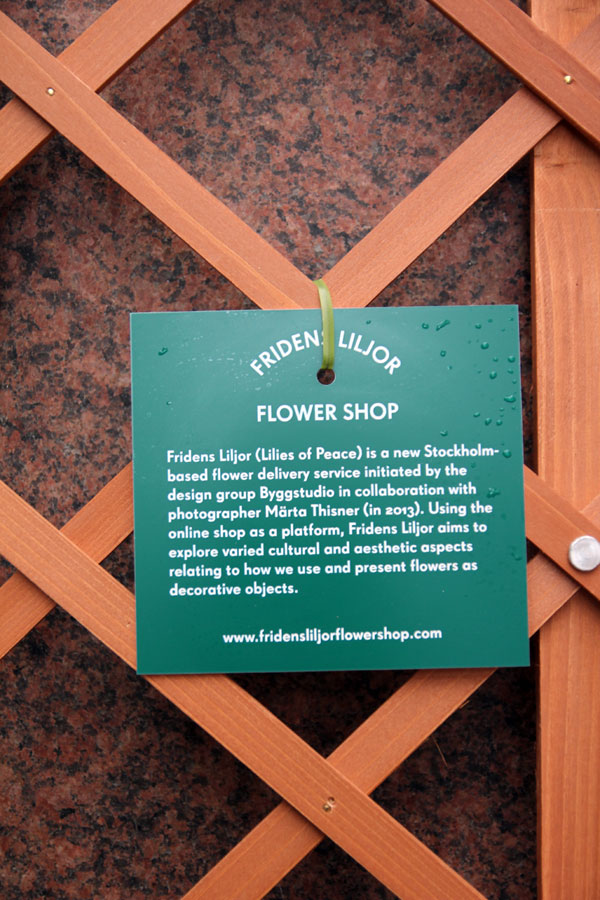 FRIDENS LILJOR
FLOWER SHOP
Fridens Liljor (Lilies of Peace) is a new Stockholm-
based flower delivery service initiated by the
design group Byggstudio in collaboration with
photographer Märta Thisner (in 2013). Using the
online shop as a platform, Fridens Liljor aims to
explore varied cultural and aesthetic aspects
relating to how we use and present flowers as
decorative objects.
www.fridensliljorflowershop.com